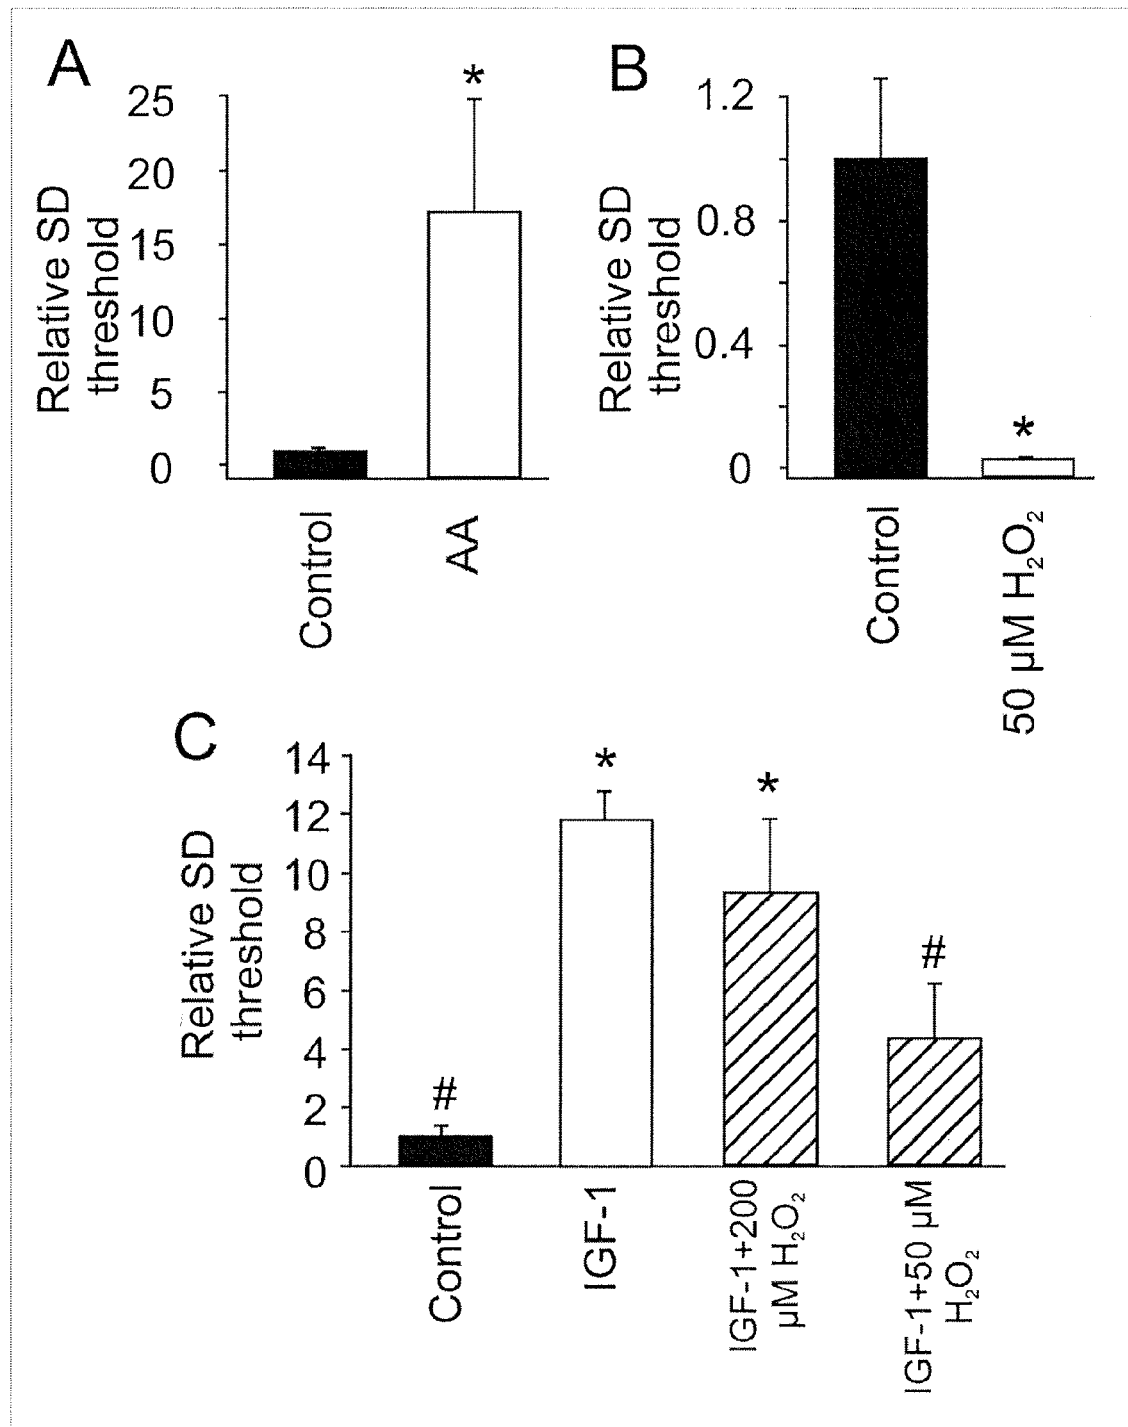 A
*
25
20
15
10
5
0
Relative SD
threshold
Control
AA
B
1.2
0.8
0.4
0
Relative SD
threshold
*
Control
50 µM H₂O₂
C
14
12
10
8
6
4
2
0
Relative SD
threshold
#
*
*
#
Control
IGF-1
IGF-1+200
µM H₂O₂
IGF-1+50 µM
H₂O₂